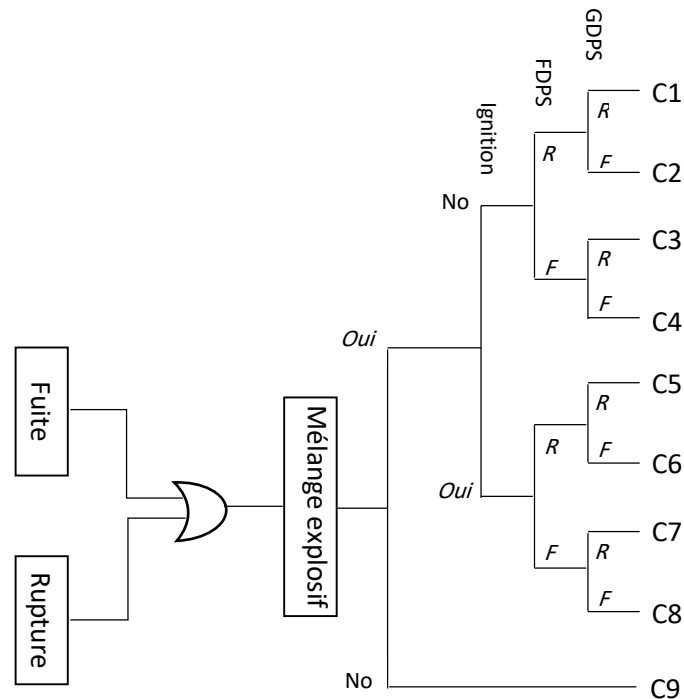 GDPS
FDPS
Ignition
C1
R
F
C2
R
No
C3
F
R
F
C4
Oui
Fuite
Mélange explosif
C5
R
R
F
C6
Oui
C7
F
R
Rupture
F
C8
No
C9